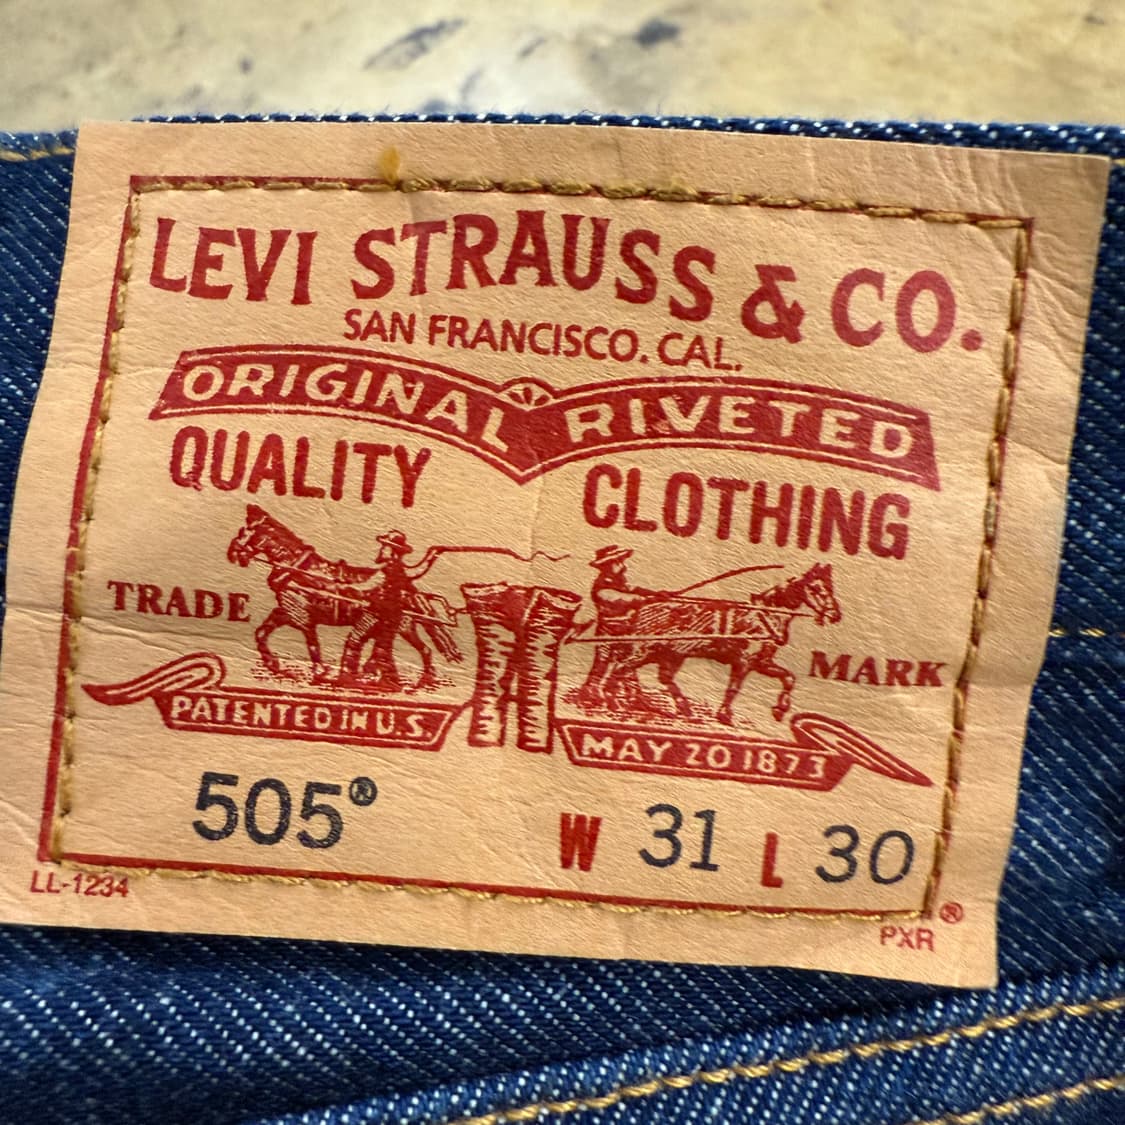 LEVI STRAUSS & CO.
SAN FRANCISCO. CAL.
ORIGINAL RIVETED
QUALITY CLOTHING
TRADE MARK
PATENTED IN U.S. MAY 20 1873
505® W 31 L 30
LL-1234 ®
PXR